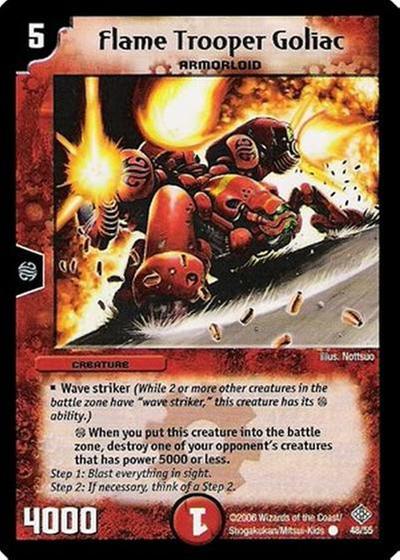 5
Flame Trooper Goliac
ARMORLOID
Illus. Nottsuo
CREATURE
▪ Wave striker (While 2 or more other creatures in the
battle zone have "wave striker," this creature has its
ability.)
When you put this creature into the battle
zone, destroy one of your opponent's creatures
that has power 5000 or less.
Step 1: Blast everything in sight.
Step 2: If necessary, think of a Step 2.
4000
1
©2006 Wizards of the Coast/
Shogakukan/Mitsui-Kids
48/55